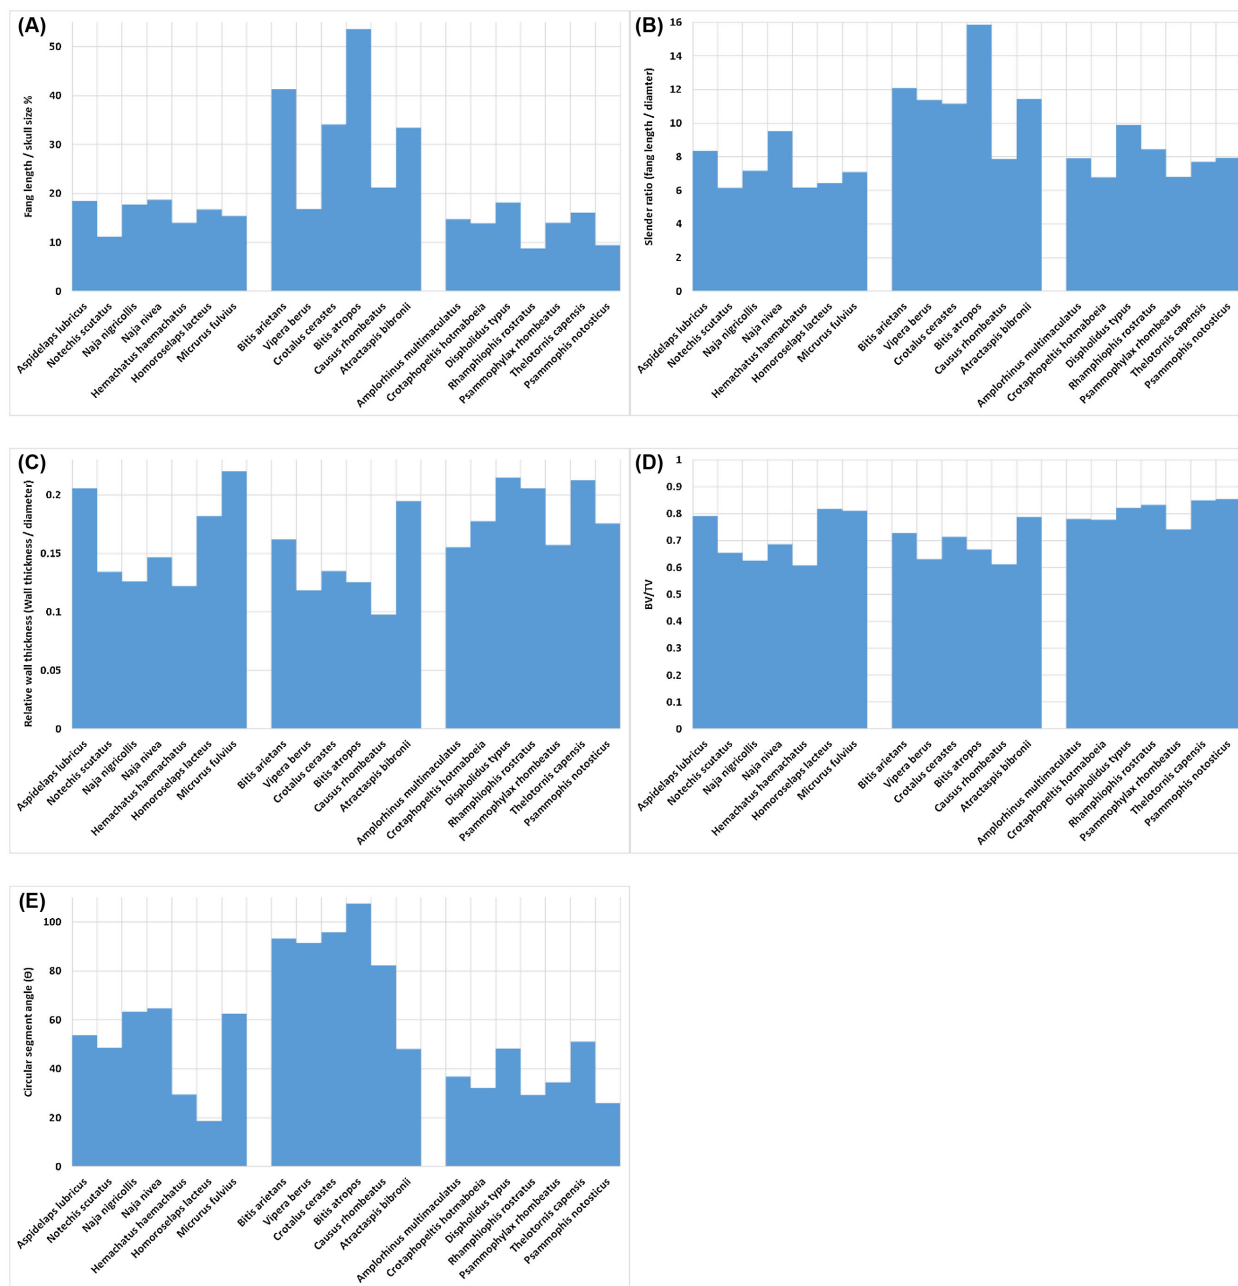 (A)
Fang length / skull size %
50
40
30
20
10
0
Aspidelaps lubricus
Notechis scutatus
Naja nigricollis
Naja nivea
Hemachatus haemachatus
Homoroselaps lacteus
Micrurus fulvius
Bitis arietans
Vipera berus
Crotalus cerastes
Bitis atropos
Causus rhombeatus
Atractaspis bibronii
Amplorhinus multimaculatus
Crotaphopeltis hotmaboeia
Dispholidus typus
Rhamphiophis rostratus
Psammophylax rhombeatus
Thelotornis capensis
Psammophis notosticus
(B)
Slender ratio (fang length / diamter)
16
14
12
10
8
6
4
2
0
Aspidelaps lubricus
Notechis scutatus
Naja nigricollis
Naja nivea
Hemachatus haemachatus
Homoroselaps lacteus
Micrurus fulvius
Bitis arietans
Vipera berus
Crotalus cerastes
Bitis atropos
Causus rhombeatus
Atractaspis bibronii
Amplorhinus multimaculatus
Crotaphopeltis hotmaboeia
Dispholidus typus
Rhamphiophis rostratus
Psammophylax rhombeatus
Thelotornis capensis
Psammophis notosticus
(C)
Relative wall thickness (Wall thickness / diameter)
0.2
0.15
0.1
0.05
0
Aspidelaps lubricus
Notechis scutatus
Naja nigricollis
Naja nivea
Hemachatus haemachatus
Homoroselaps lacteus
Micrurus fulvius
Bitis arietans
Vipera berus
Crotalus cerastes
Bitis atropos
Causus rhombeatus
Atractaspis bibronii
Amplorhinus multimaculatus
Crotaphopeltis hotmaboeia
Dispholidus typus
Rhamphiophis rostratus
Psammophylax rhombeatus
Thelotornis capensis
Psammophis notosticus
(D)
BV/TV
1
0.9
0.8
0.7
0.6
0.5
0.4
0.3
0.2
0.1
0
Aspidelaps lubricus
Notechis scutatus
Naja nigricollis
Naja nivea
Hemachatus haemachatus
Homoroselaps lacteus
Micrurus fulvius
Bitis arietans
Vipera berus
Crotalus cerastes
Bitis atropos
Causus rhombeatus
Atractaspis bibronii
Amplorhinus multimaculatus
Crotaphopeltis hotmaboeia
Dispholidus typus
Rhamphiophis rostratus
Psammophylax rhombeatus
Thelotornis capensis
Psammophis notosticus
(E)
Circular segment angle (Θ)
100
80
60
40
20
0
Aspidelaps lubricus
Notechis scutatus
Naja nigricollis
Naja nivea
Hemachatus haemachatus
Homoroselaps lacteus
Micrurus fulvius
Bitis arietans
Vipera berus
Crotalus cerastes
Bitis atropos
Causus rhombeatus
Atractaspis bibronii
Amplorhinus multimaculatus
Crotaphopeltis hotmaboeia
Dispholidus typus
Rhamphiophis rostratus
Psammophylax rhombeatus
Thelotornis capensis
Psammophis notosticus